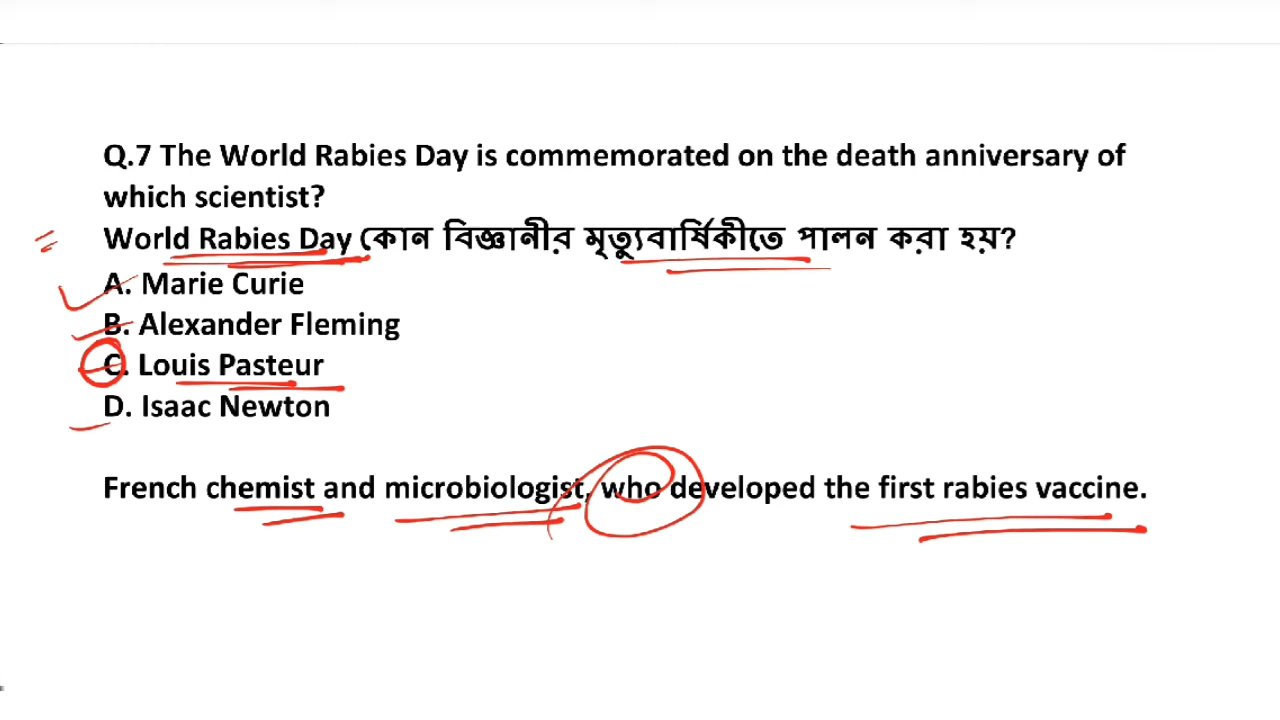 Q.7 The World Rabies Day is commemorated on the death anniversary of
which scientist?
World Rabies Day কোন বিজ্ঞানীর মৃত্যুবার্ষিকীতে পালন করা হয়?
A. Marie Curie
B. Alexander Fleming
C. Louis Pasteur
D. Isaac Newton
French chemist and microbiologist, who developed the first rabies vaccine.